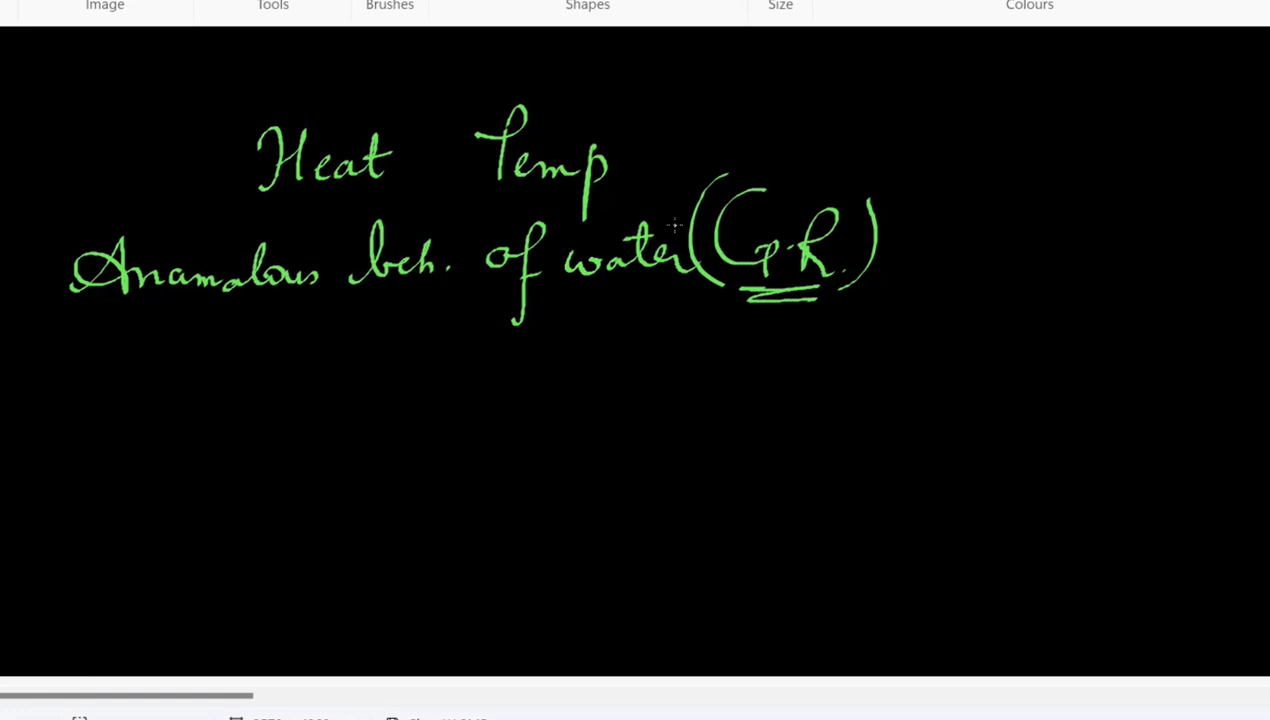 Image Tools Brushes Shapes Size Colours
Heat Temp
Anamalous beh. of water (G.R.)